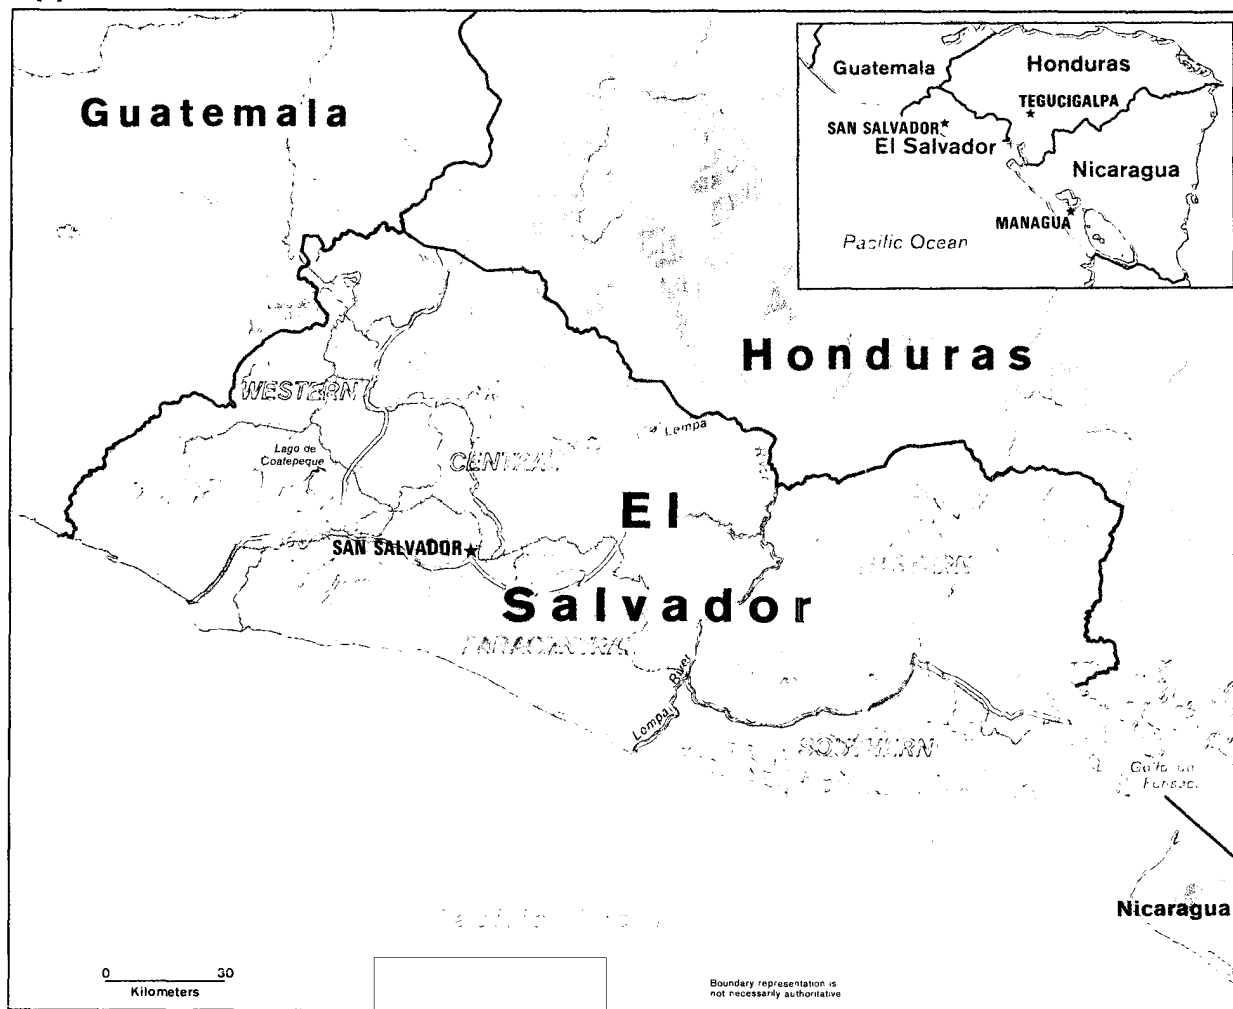 Guatemala
Guatemala
Honduras
TEGUCIGALPA
SAN SALVADOR
El Salvador
Nicaragua
MANAGUA
Pacific Ocean
Honduras
WESTERN
Lempa
Lago de
Coatepeque
CENTRAL
El
SAN SALVADOR
Salvador
River
Lempa
Nicaragua
0 30
Kilometers
Boundary representation is
not necessarily authoritative